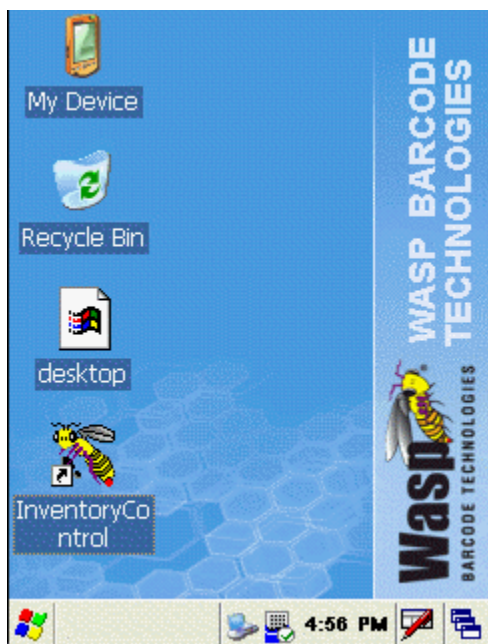 My Device
Recycle Bin
desktop
InventoryCo
ntrol
WASP BARCODE
TECHNOLOGIES
Wasp
BARCODE TECHNOLOGIES
4:56 PM